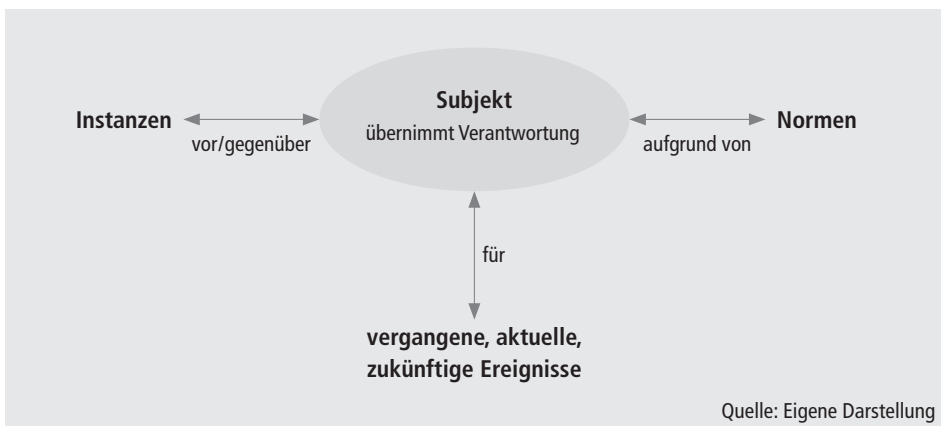 Subjekt
übernimmt Verantwortung
Instanzen
vor/gegenüber
Normen
aufgrund von
für
vergangene, aktuelle,
zukünftige Ereignisse
Quelle: Eigene Darstellung